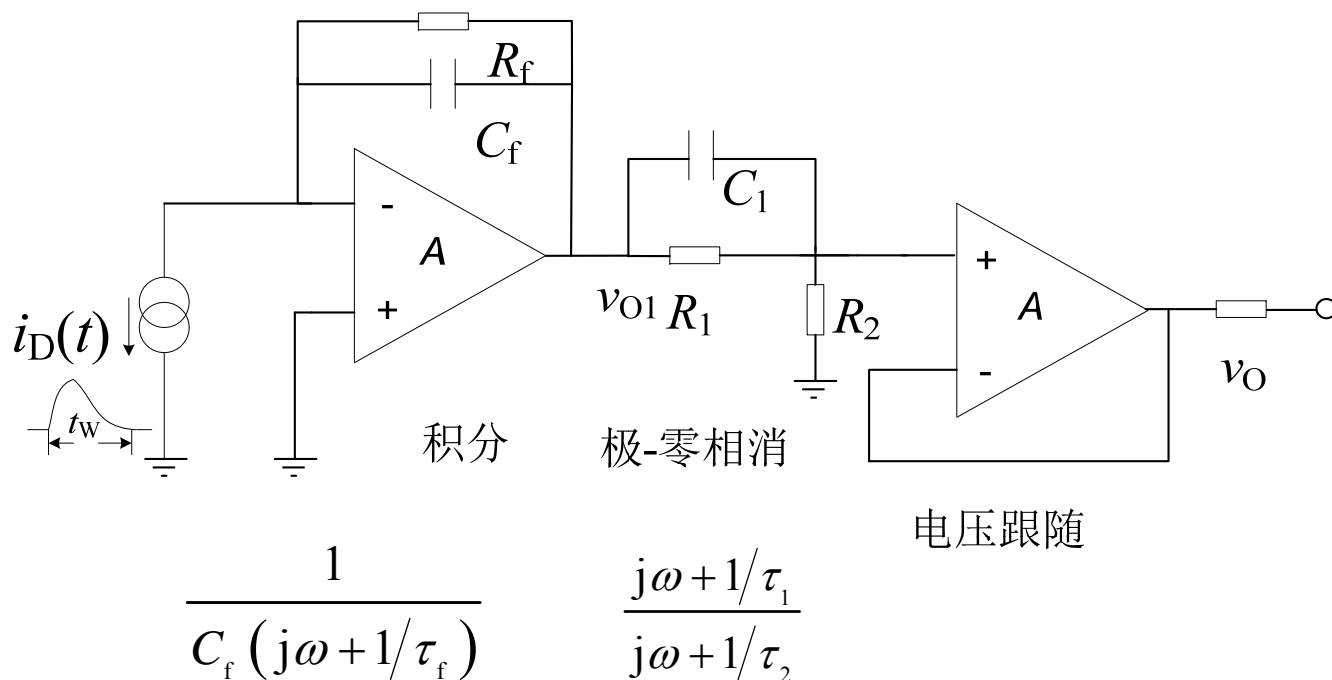 R_f
C_f
C_1
- A +
+ A -
v_O1 R_1 R_2
i_D(t)
v_O
t_W
积分
极-零相消
电压跟随
1/(C_f(jω+1/τ_f))
(jω+1/τ_1)/(jω+1/τ_2)